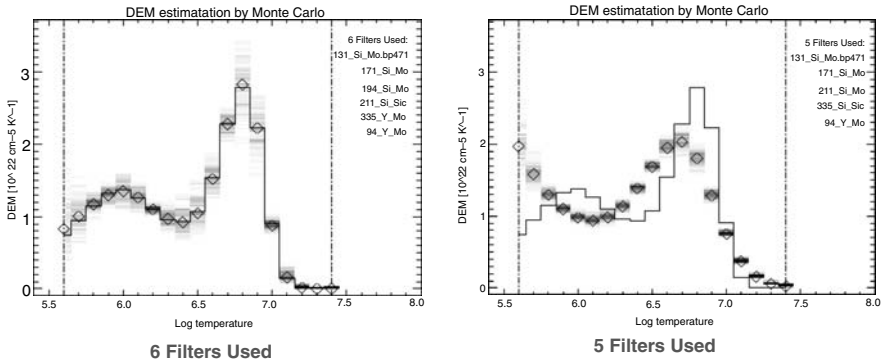 DEM estimatation by Monte Carlo
6 Filters Used:
131_Si_Mo.bp471
171_Si_Mo
194_Si_Mo
211_Si_Sic
335_Y_Mo
94_Y_Mo
DEM [10^ 22 cm–5 K^–1]
3
2
1
0
5.5
6.0
6.5
7.0
7.5
8.0
Log temperature
6 Filters Used
DEM estimatation by Monte Carlo
5 Filters Used:
131_Si_Mo.bp471
171_Si_Mo
211_Si_Mo
335_Si_Sic
94_Y_Mo
DEM [10^22 cm–5 K^–1]
3
2
1
0
5.5
6.0
6.5
7.0
7.5
8.0
Log temperature
5 Filters Used